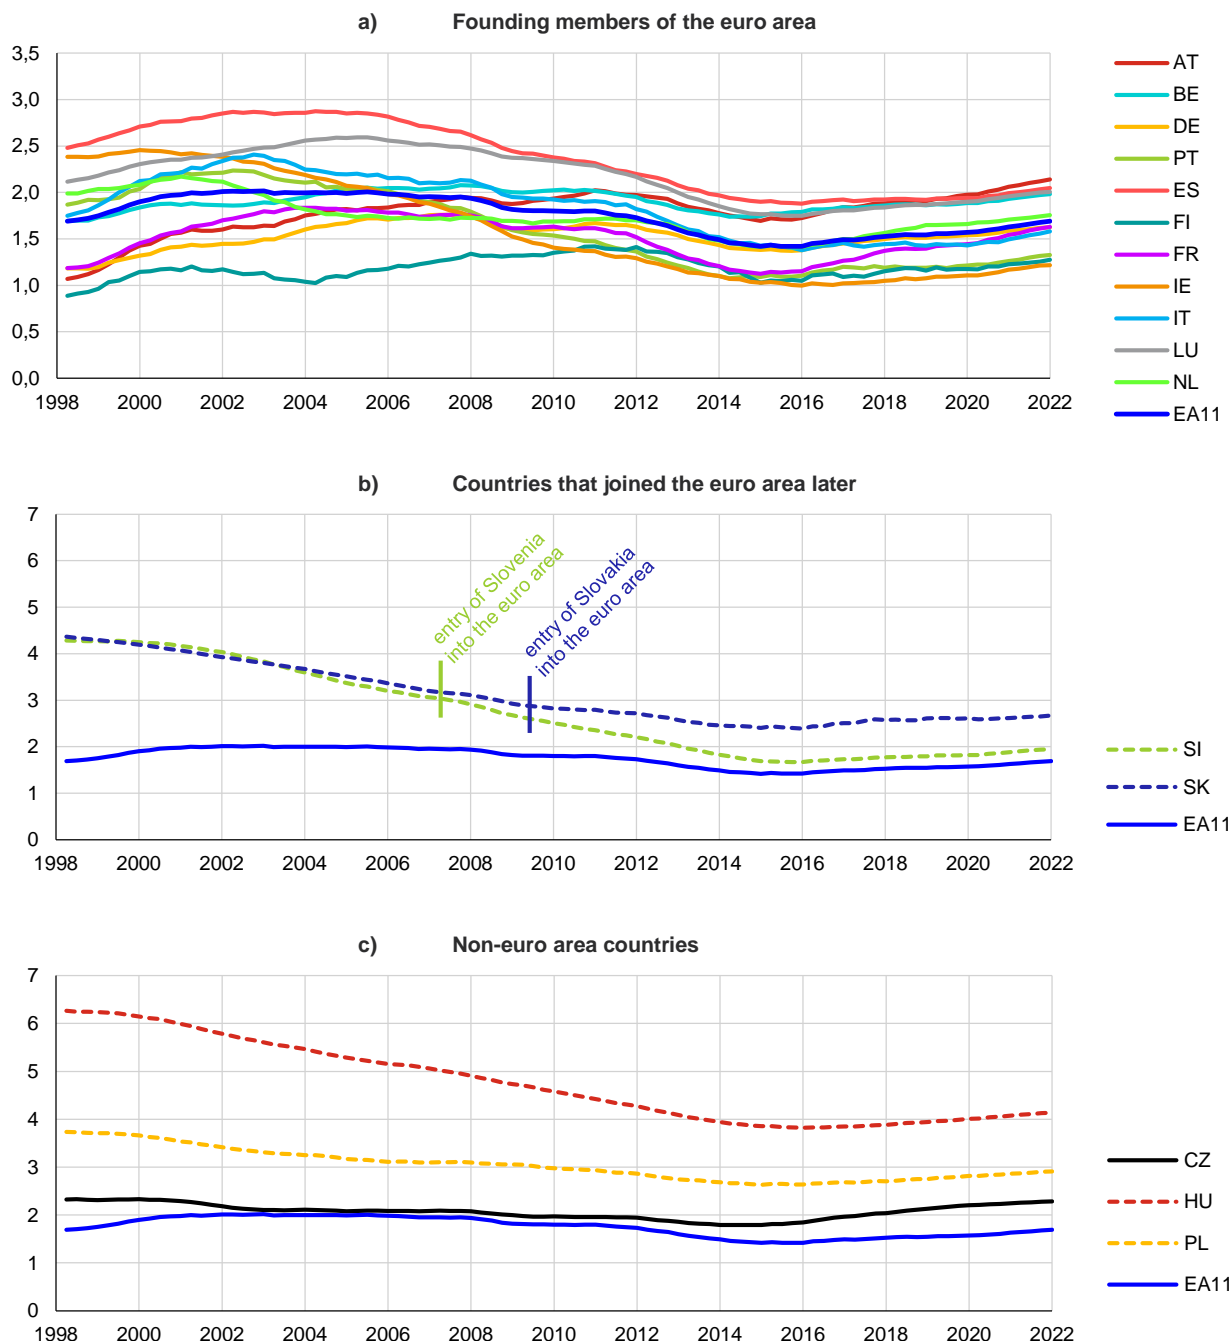 a) Founding members of the euro area
3,5
3,0
2,5
2,0
1,5
1,0
0,5
0,0
1998 2000 2002 2004 2006 2008 2010 2012 2014 2016 2018 2020 2022
AT
BE
DE
PT
ES
FI
FR
IE
IT
LU
NL
EA11
b) Countries that joined the euro area later
7
6
5
4
3
2
1
0
entry of Slovenia
into the euro area
entry of Slovakia
into the euro area
1998 2000 2002 2004 2006 2008 2010 2012 2014 2016 2018 2020 2022
SI
SK
EA11
c) Non-euro area countries
7
6
5
4
3
2
1
0
1998 2000 2002 2004 2006 2008 2010 2012 2014 2016 2018 2020 2022
CZ
HU
PL
EA11